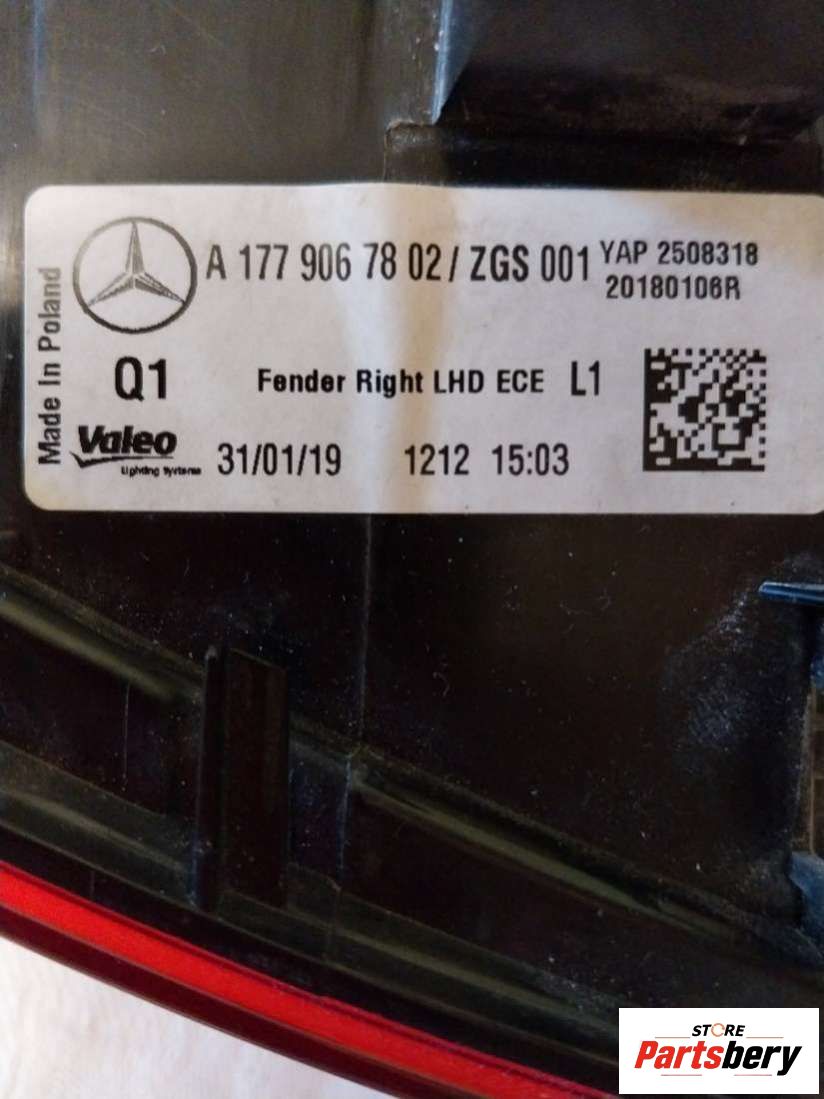 Made In Poland
A 177 906 78 02 / ZGS 001
YAP 2508318
20180106R
Q1
Fender Right LHD ECE L1
Valeo
Lighting Systems
31/01/19 1212 15:03
STORE
Partsbery